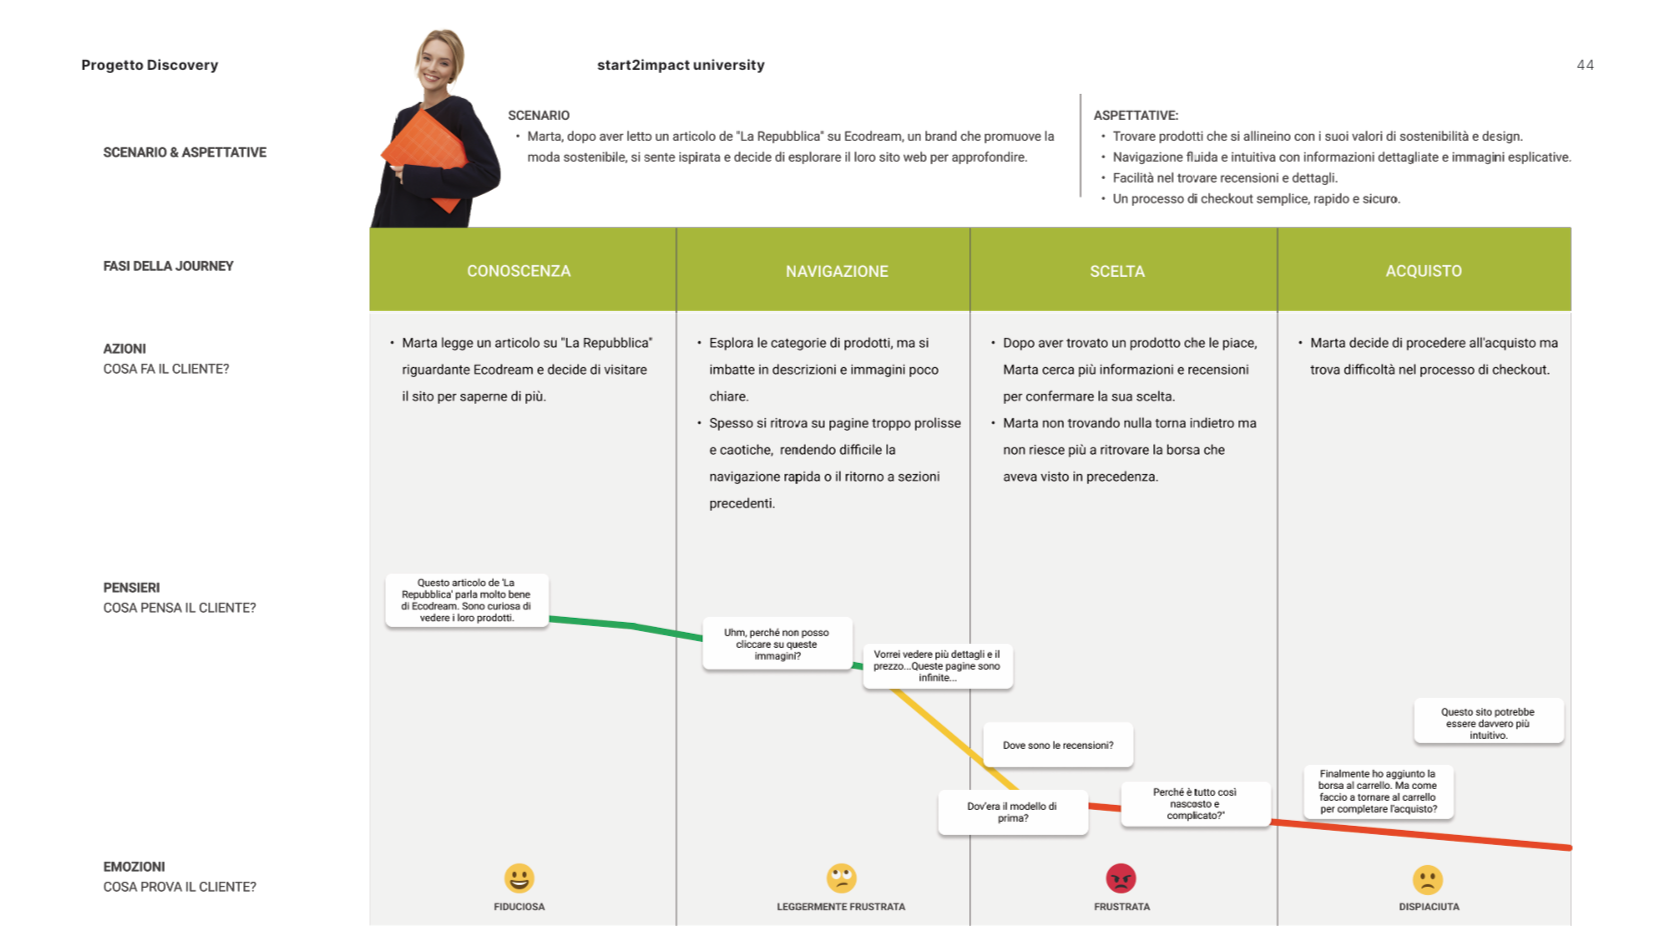 Progetto Discovery
start2impact university
44
SCENARIO & ASPETTATIVE
SCENARIO
• Marta, dopo aver letto un articolo de "La Repubblica" su Ecodream, un brand che promuove la
moda sostenibile, si sente ispirata e decide di esplorare il loro sito web per approfondire.
ASPETTATIVE:
• Trovare prodotti che si allineino con i suoi valori di sostenibilità e design.
• Navigazione fluida e intuitiva con informazioni dettagliate e immagini esplicative.
• Facilità nel trovare recensioni e dettagli.
• Un processo di checkout semplice, rapido e sicuro.
FASI DELLA JOURNEY
CONOSCENZA
NAVIGAZIONE
SCELTA
ACQUISTO
AZIONI
COSA FA IL CLIENTE?
• Marta legge un articolo su "La Repubblica"
riguardante Ecodream e decide di visitare
il sito per saperne di più.
• Esplora le categorie di prodotti, ma si
imbatte in descrizioni e immagini poco
chiare.
• Spesso si ritrova su pagine troppo prolisse
e caotiche, rendendo difficile la
navigazione rapida o il ritorno a sezioni
precedenti.
• Dopo aver trovato un prodotto che le piace,
Marta cerca più informazioni e recensioni
per confermare la sua scelta.
• Marta non trovando nulla torna indietro ma
non riesce più a ritrovare la borsa che
aveva visto in precedenza.
• Marta decide di procedere all'acquisto ma
trova difficoltà nel processo di checkout.
PENSIERI
COSA PENSA IL CLIENTE?
Questo articolo de 'La
Repubblica' parla molto bene
di Ecodream. Sono curiosa di
vedere i loro prodotti.
Uhm, perché non posso
cliccare su queste
immagini?
Vorrei vedere più dettagli e il
prezzo...Queste pagine sono
infinite...
Dove sono le recensioni?
Dov'era il modello di
prima?
Perché è tutto così
nascosto e
complicato?"
Questo sito potrebbe
essere davvero più
intuitivo.
Finalmente ho aggiunto la
borsa al carrello. Ma come
faccio a tornare al carrello
per completare l'acquisto?
EMOZIONI
COSA PROVA IL CLIENTE?
FIDUCIOSA
LEGGERMENTE FRUSTRATA
FRUSTRATA
DISPIACIUTA